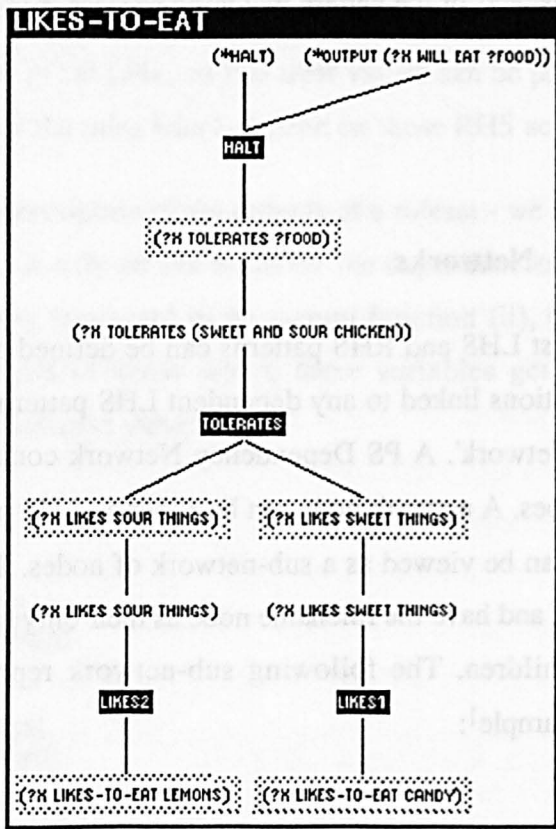 LIKES-TO-EAT
(*HALT) (*OUTPUT (?X WILL EAT ?FOOD))
HALT
(?X TOLERATES ?FOOD)
(?X TOLERATES (SWEET AND SOUR CHICKEN))
TOLERATES
(?X LIKES SOUR THINGS) (?X LIKES SWEET THINGS)
(?X LIKES SOUR THINGS) (?X LIKES SWEET THINGS)
LIKES2 LIKES1
(?X LIKES-TO-EAT LEMONS) (?X LIKES-TO-EAT CANDY)